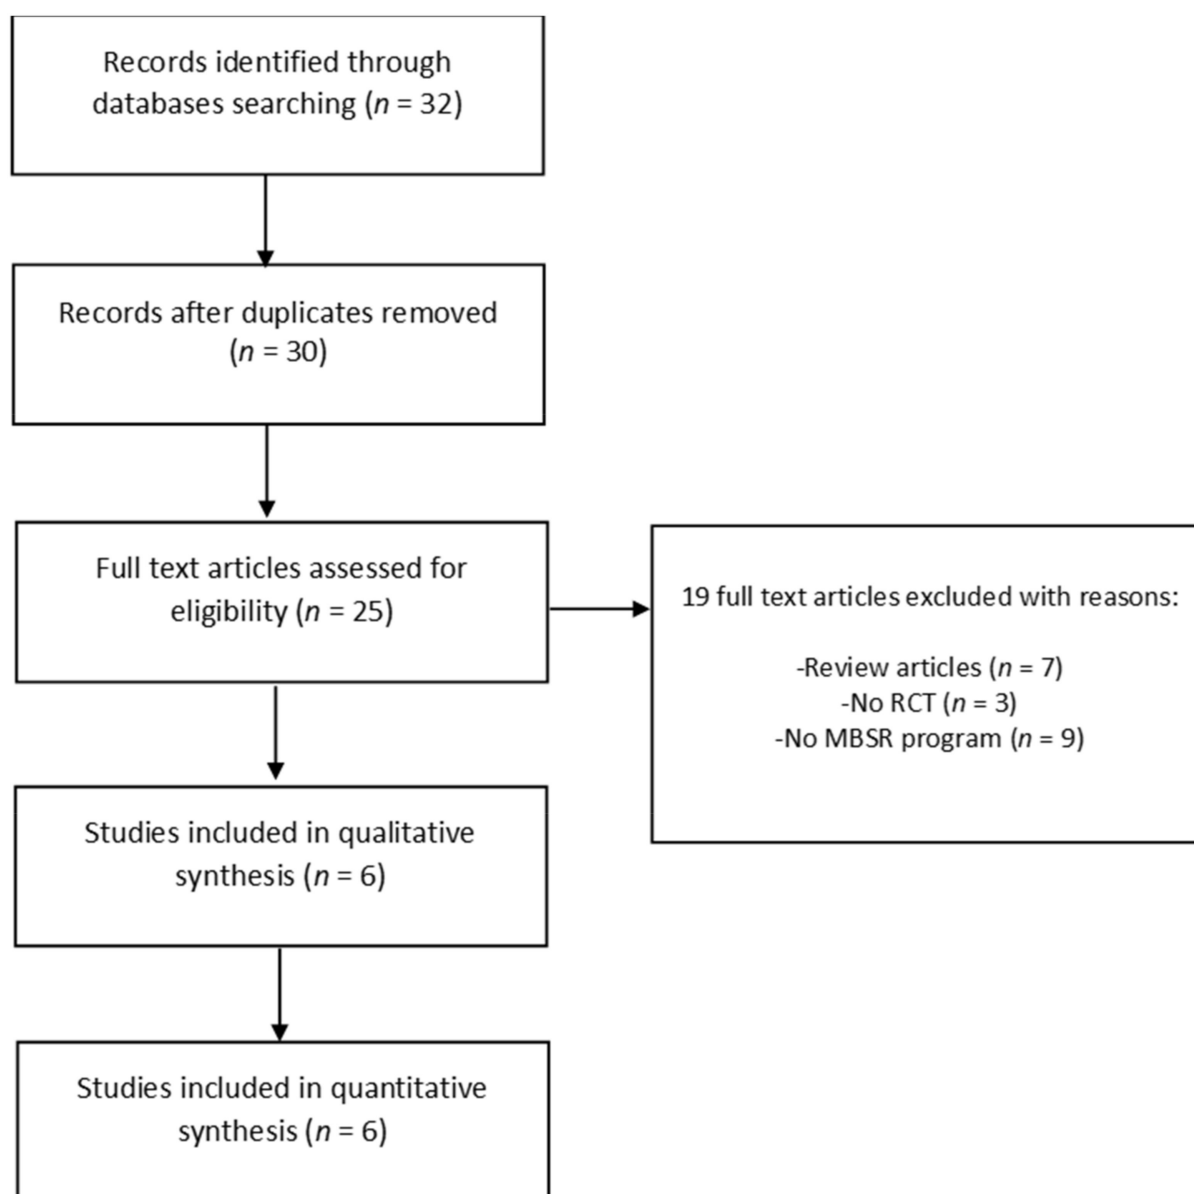 Records identified through
databases searching (n = 32)
Records after duplicates removed
(n = 30)
Full text articles assessed for
eligibility (n = 25)
19 full text articles excluded with reasons:
-Review articles (n = 7)
-No RCT (n = 3)
-No MBSR program (n = 9)
Studies included in qualitative
synthesis (n = 6)
Studies included in quantitative
synthesis (n = 6)